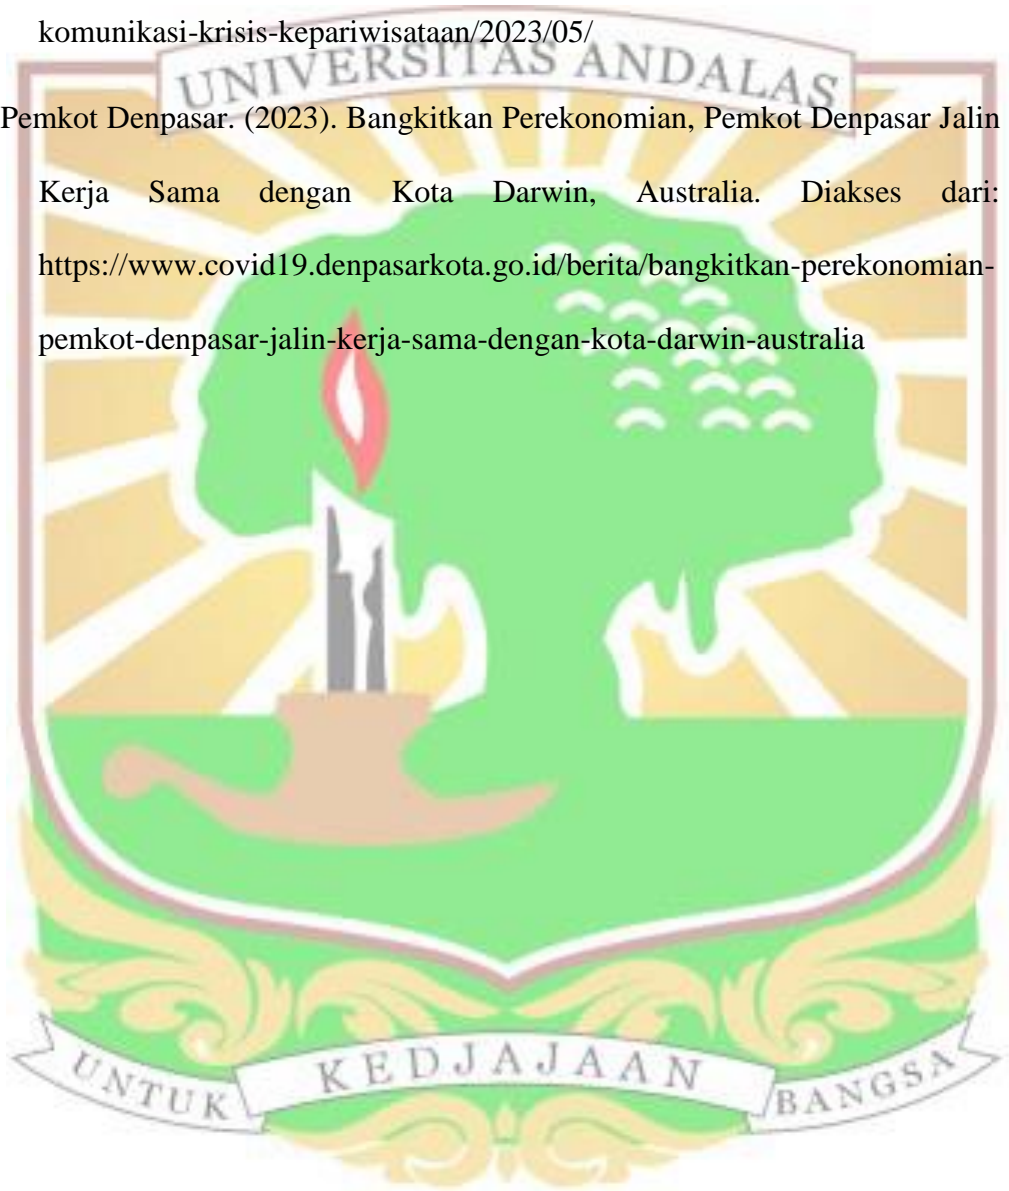 komunikasi-krisis-kepariwisataan/2023/05/
UNIVERSITAS ANDALAS
Pemkot Denpasar. (2023). Bangkitkan Perekonomian, Pemkot Denpasar Jalin
Kerja Sama dengan Kota Darwin, Australia. Diakses dari:
https://www.covid19.denpasarkota.go.id/berita/bangkitkan-perekonomian-
pemkot-denpasar-jalin-kerja-sama-dengan-kota-darwin-australia
UNTUK KEDJAJAAN BANGSA